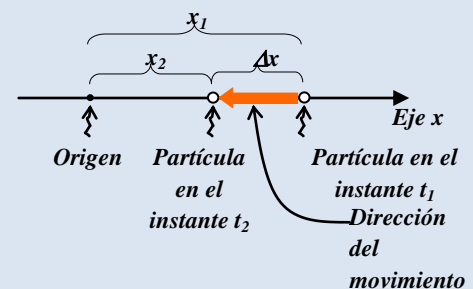 x₁
x₂ Δx
Eje x
Origen
Partícula
en el
instante t₂
Partícula en el
instante t₁
Dirección
del
movimiento